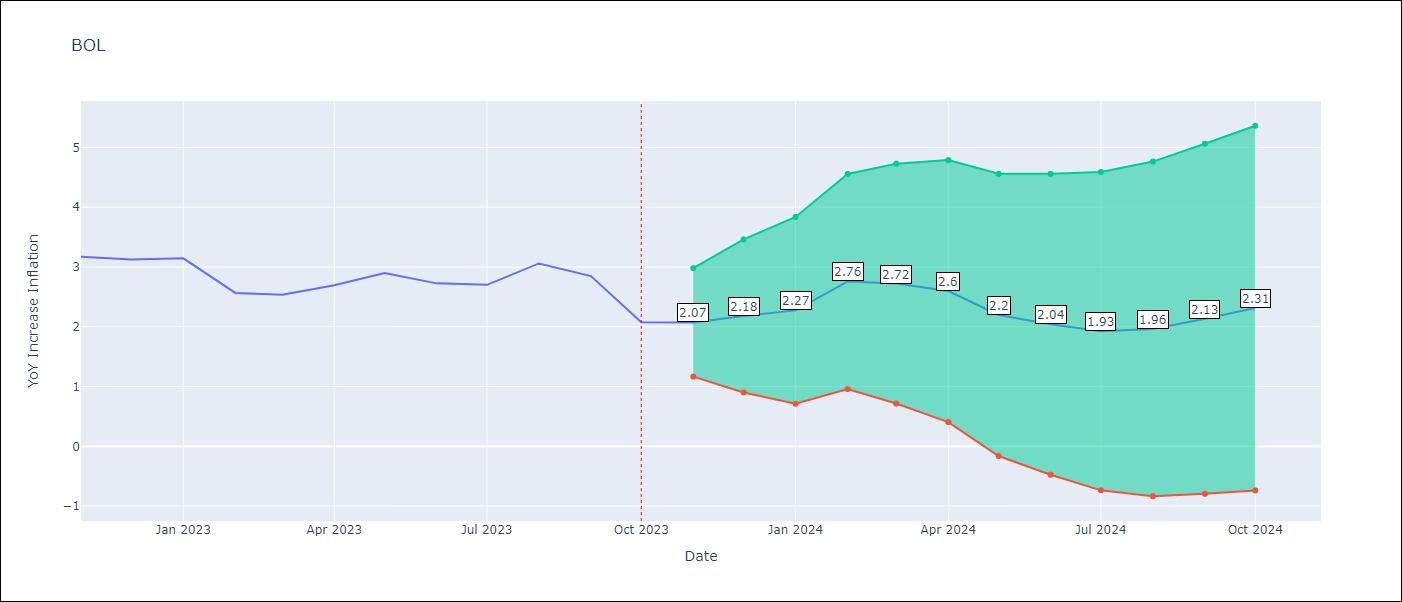 BOL
YoY Increase Inflation
5
4
3
2
1
0
−1
2.07
2.18
2.27
2.76
2.72
2.6
2.2
2.04
1.93
1.96
2.13
2.31
Jan 2023
Apr 2023
Jul 2023
Oct 2023
Jan 2024
Apr 2024
Jul 2024
Oct 2024
Date